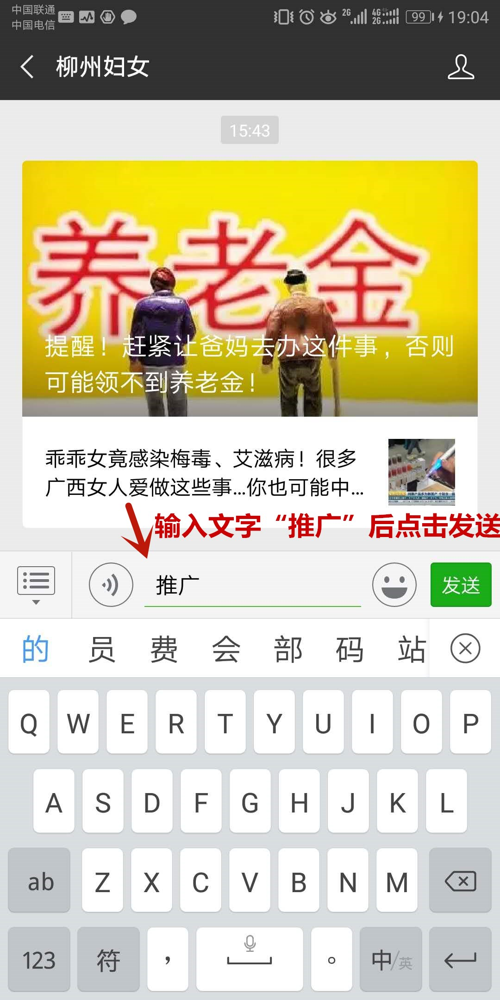 中国联通
中国电信
2G
4G
2G
99
19:04
柳州妇女
15:43
养老金
提醒！赶紧让爸妈去办这件事，否则
可能领不到养老金！
乖乖女竟感染梅毒、艾滋病！很多
广西女人爱做这些事...你也可能中...
输入文字“推广”后点击发送
推广
发送
的 员 费 会 部 码 站
Q W E R T Y U I O P
A S D F G H J K L
ab Z X C V B N M
123 符 ， 。 中/英